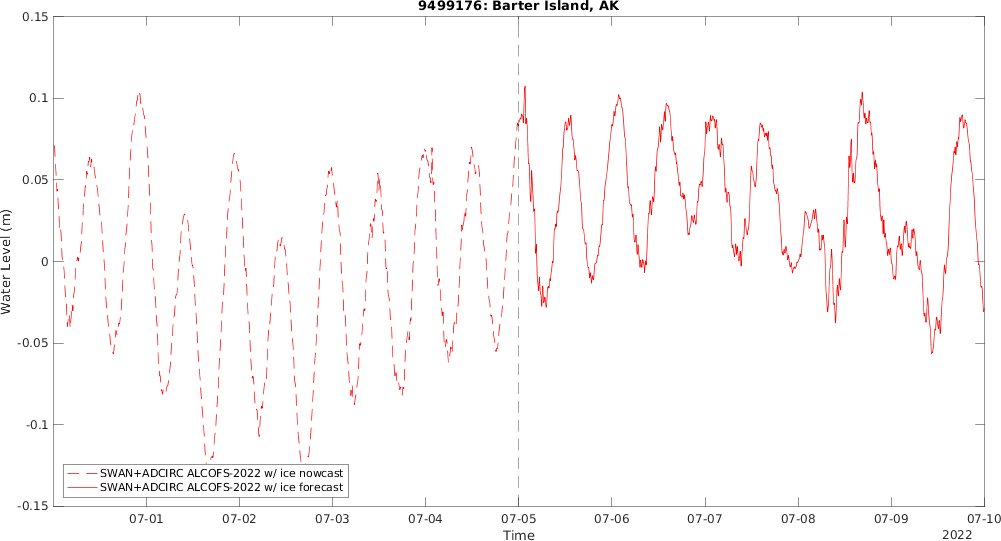 9499176: Barter Island, AK
0.15
0.1
0.05
0
-0.05
-0.1
-0.15
Water Level (m)
SWAN+ADCIRC ALCOFS-2022 w/ ice nowcast
SWAN+ADCIRC ALCOFS-2022 w/ ice forecast
07-01 07-02 07-03 07-04 07-05 07-06 07-07 07-08 07-09 07-10
Time
2022